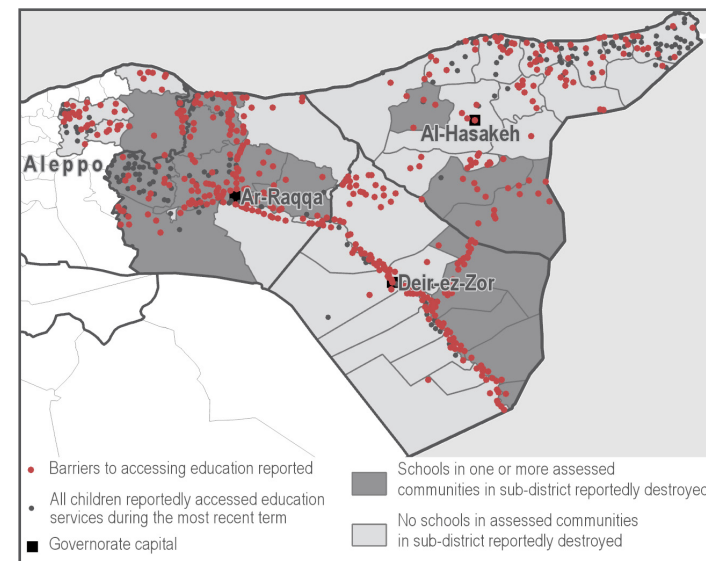 Al-Hasakeh
Aleppo
Ar-Raqqa
Deir-ez-Zor
Barriers to accessing education reported
All children reportedly accessed education
services during the most recent term
Governorate capital
Schools in one or more assessed
communities in sub-district reportedly destroyed
No schools in assessed communities
in sub-district reportedly destroyed